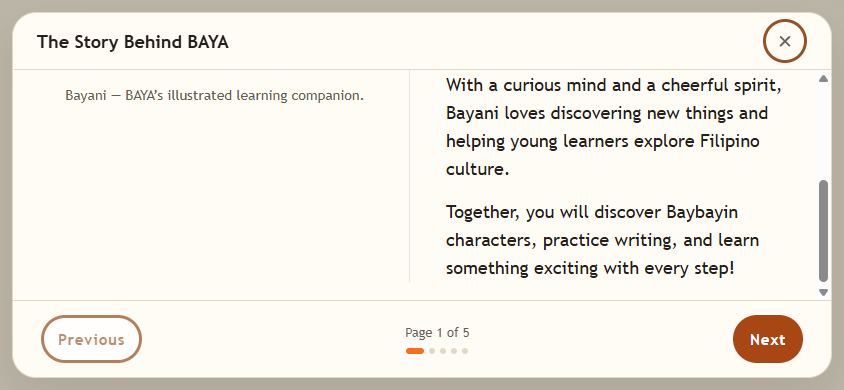 The Story Behind BAYA
Bayani — BAYA’s illustrated learning companion.
With a curious mind and a cheerful spirit,
Bayani loves discovering new things and
helping young learners explore Filipino
culture.
Together, you will discover Baybayin
characters, practice writing, and learn
something exciting with every step!
Previous
Page 1 of 5
Next